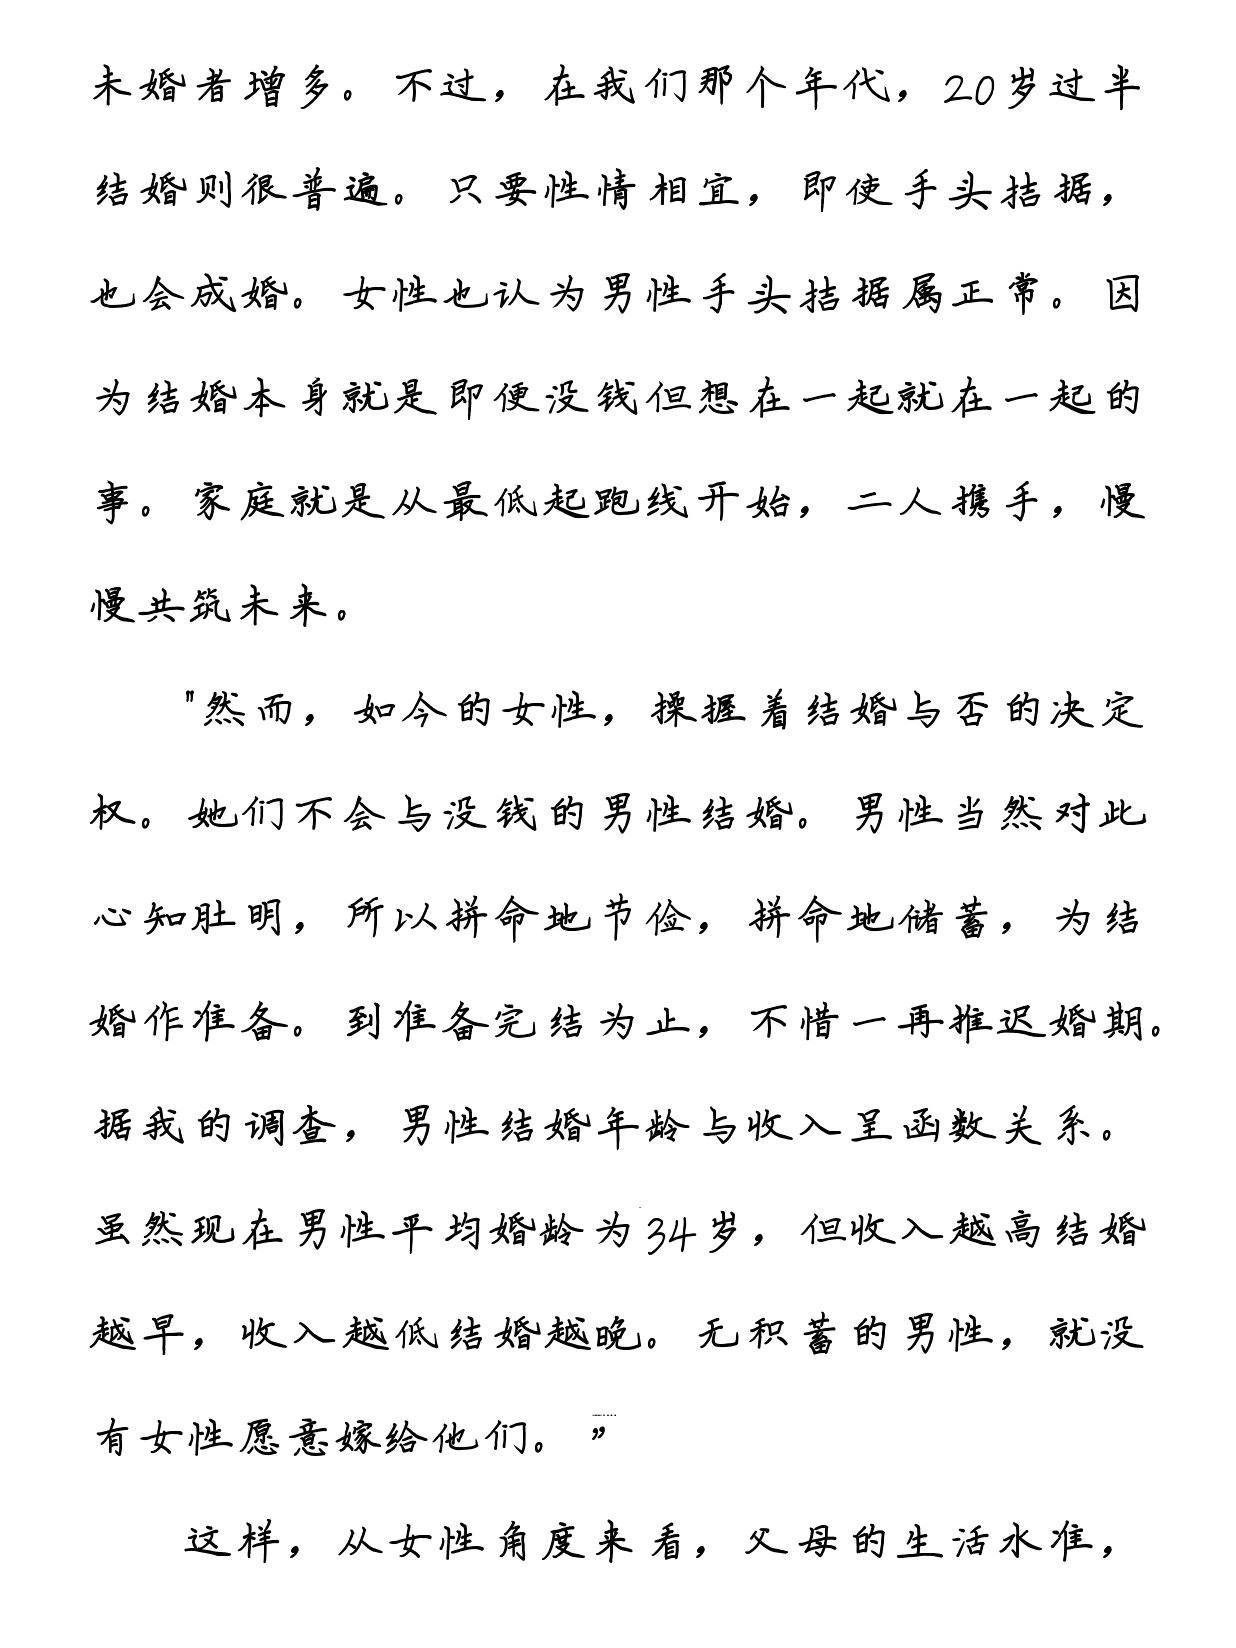 未婚者增多。不过，在我们那个年代，20岁过半
结婚则很普遍。只要性情相宜，即使手头拮据，
也会成婚。女性也认为男性手头拮据属正常。因
为结婚本身就是即便没钱但想在一起就在一起的
事。家庭就是从最低起跑线开始，二人携手，慢
慢共筑未来。
"然而，如今的女性，操握着结婚与否的决定
权。她们不会与没钱的男性结婚。男性当然对此
心知肚明，所以拼命地节俭，拼命地储蓄，为结
婚作准备。到准备完结为止，不惜一再推迟婚期。
据我的调查，男性结婚年龄与收入呈函数关系。
虽然现在男性平均婚龄为34岁，但收入越高结婚
越早，收入越低结婚越晚。无积蓄的男性，就没
有女性愿意嫁给他们。”
这样，从女性角度来看，父母的生活水准，